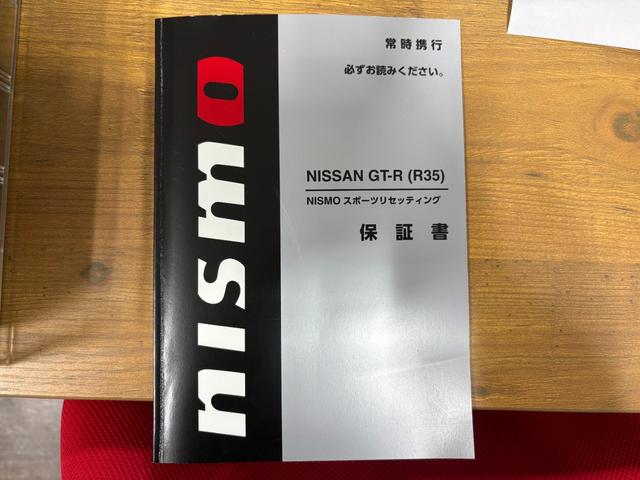 nismo
常時携行
必ずお読みください。
NISSAN GT-R (R35)
NISMO スポーツリセッティング
保証書